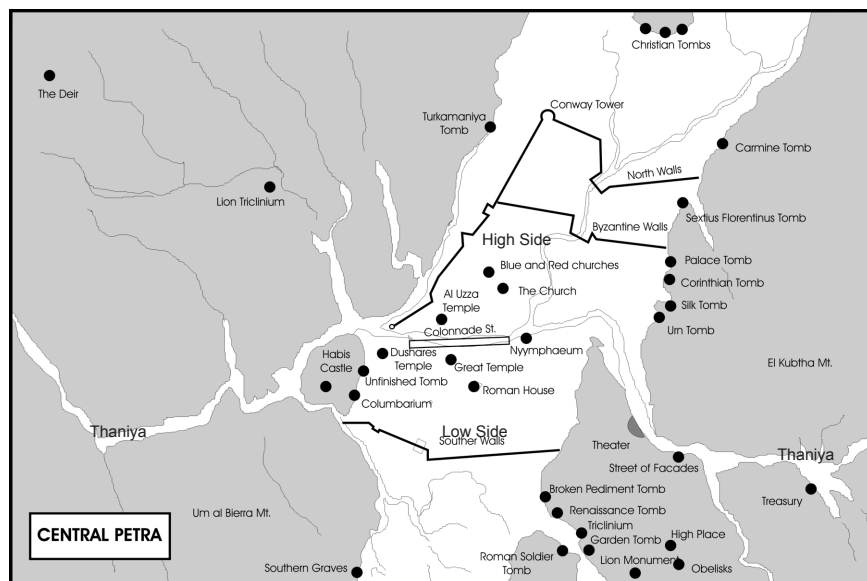 Christian Tombs
The Deir
Conway Tower
Turkamaniya
Tomb
Carmine Tomb
North Walls
Lion Triclinium
Sextius Florentinus Tomb
Byzantine Walls
High Side
Blue and Red churches
Palace Tomb
The Church
Corinthian Tomb
Al Uzza
Temple
Silk Tomb
Urn Tomb
Colonnade St.
Nyymphaeum
Habis
Castle
Dushares
Temple
Great Temple
El Kubtha Mt.
Unfinished Tomb
Roman House
Columbarium
Thaniya
Low Side
Souther Walls
Theater
Thaniya
Street of Facades
Broken Pediment Tomb
Treasury
Um al Bierra Mt.
Renaissance Tomb
Triclinium
CENTRAL PETRA
High Place
Garden Tomb
Roman Soldier
Tomb
Lion Monument
Obelisks
Southern Graves